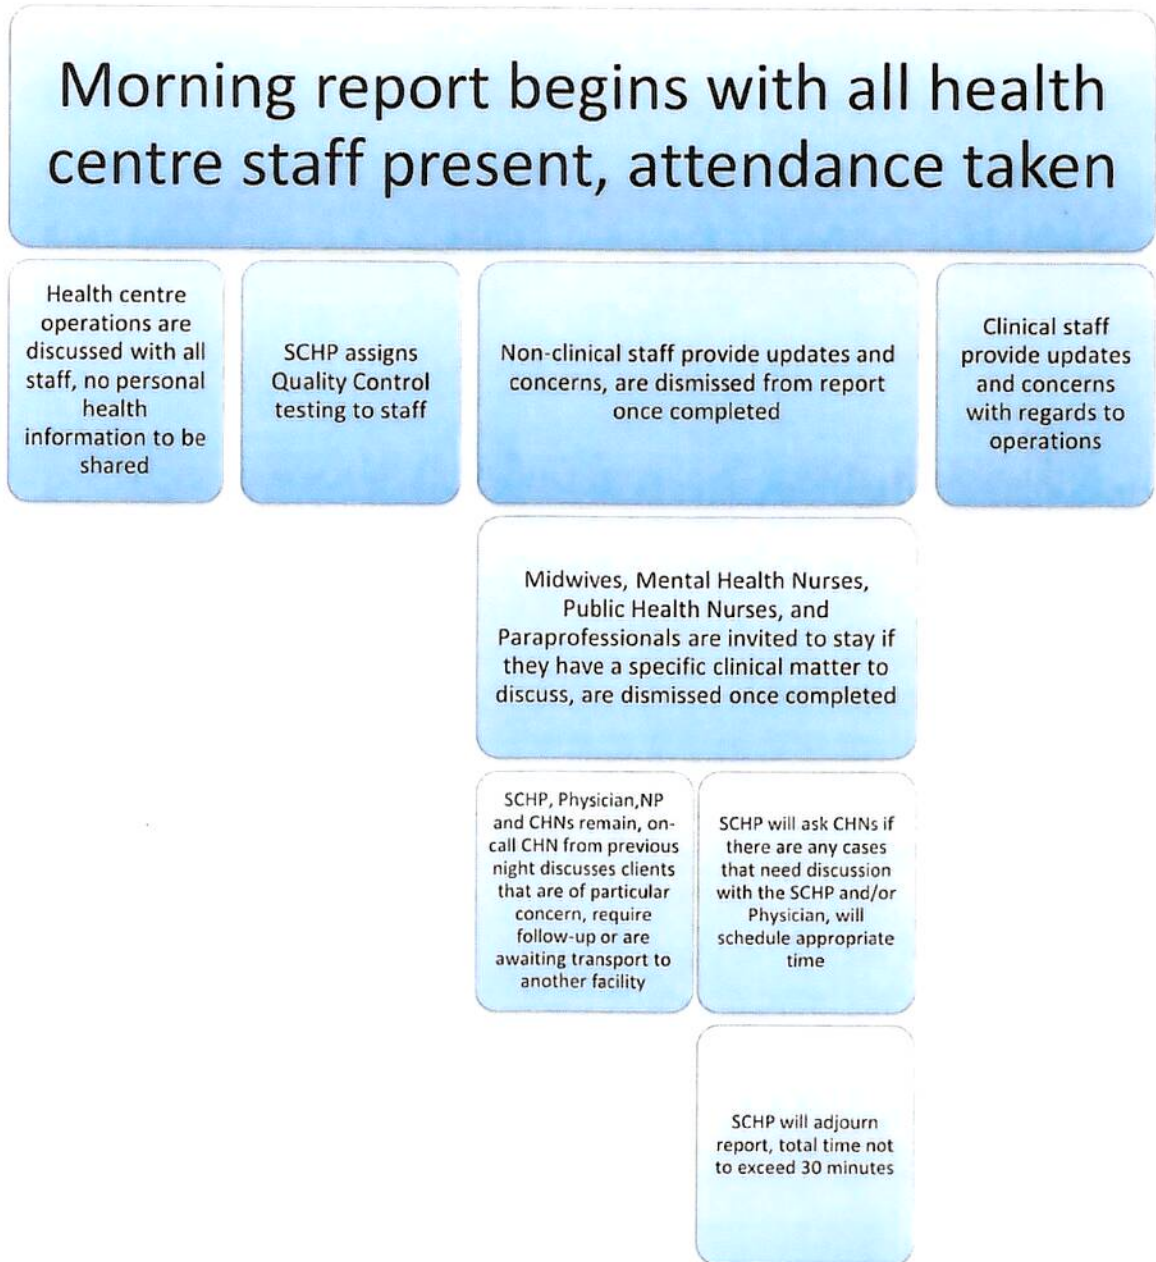 Morning report begins with all health
centre staff present, attendance taken
Health centre
operations are
discussed with all
staff, no personal
health
information to be
shared
SCHP assigns
Quality Control
testing to staff
Non-clinical staff provide updates and
concerns, are dismissed from report
once completed
Clinical staff
provide updates
and concerns
with regards to
operations
Midwives, Mental Health Nurses,
Public Health Nurses, and
Paraprofessionals are invited to stay if
they have a specific clinical matter to
discuss, are dismissed once completed
SCHP, Physician,NP
and CHNs remain, on-
call CHN from previous
night discusses clients
that are of particular
concern, require
follow-up or are
awaiting transport to
another facility
SCHP will ask CHNs if
there are any cases
that need discussion
with the SCHP and/or
Physician, will
schedule appropriate
time
SCHP will adjourn
report, total time not
to exceed 30 minutes